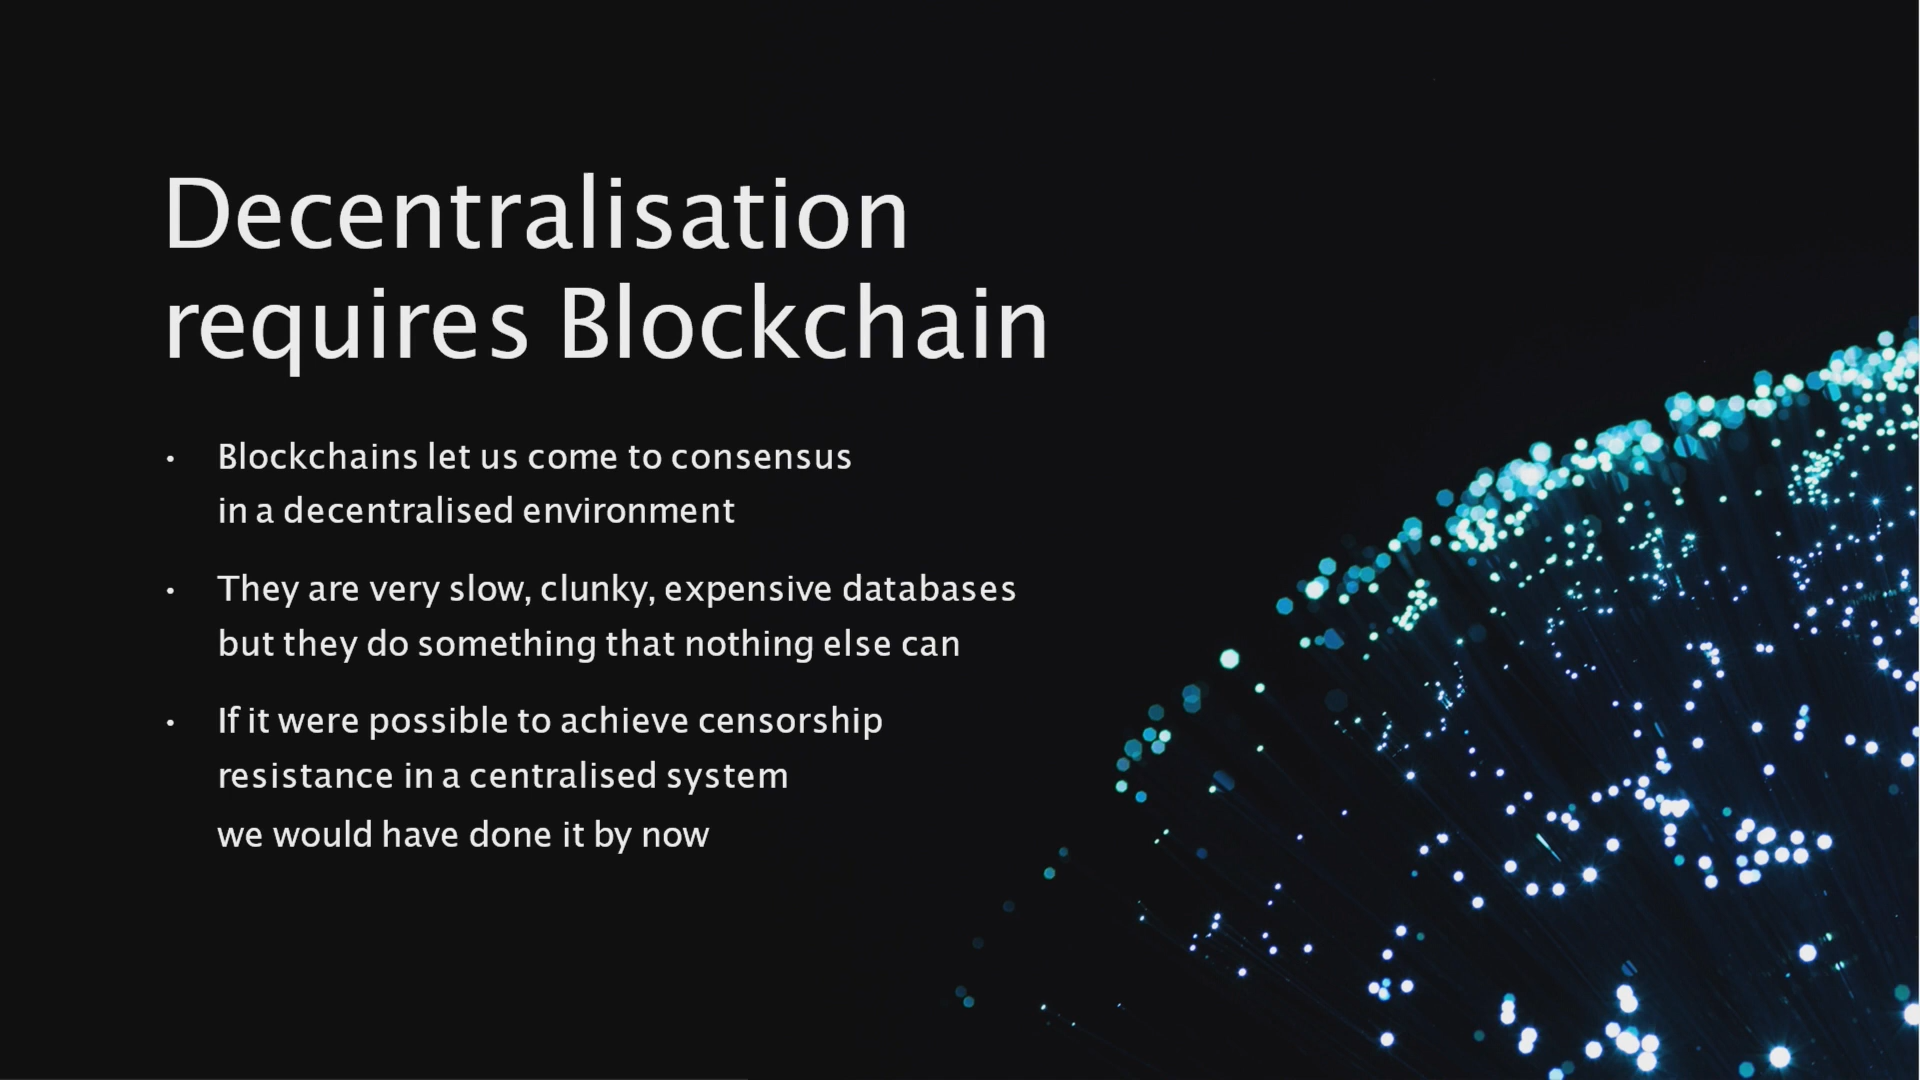 Decentralisation
requires Blockchain
• Blockchains let us come to consensus
in a decentralised environment
• They are very slow, clunky, expensive databases
but they do something that nothing else can
• If it were possible to achieve censorship
resistance in a centralised system
we would have done it by now